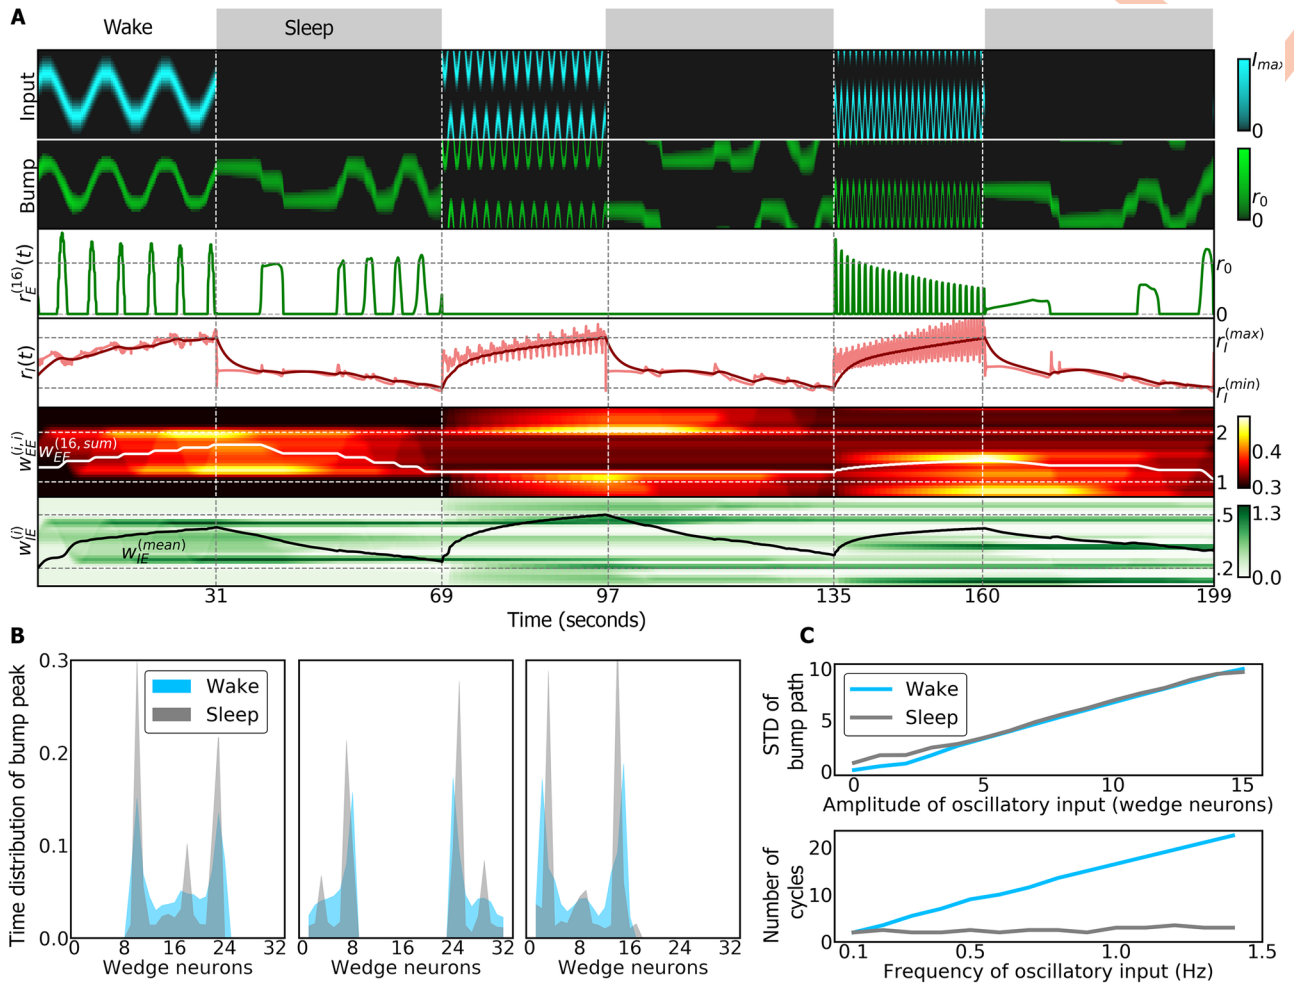 A
Wake Sleep
Input
I_max
0
Bump
r_0
0
r_E^(16)(t)
r_0
0
r_I(t)
r_I^(max)
r_I^(min)
w_EE^(i,i)
w_EE^(16, sum)
2
1
0.4
0.3
w_IE^(i)
w_IE^(mean)
.5
.2
1.3
0.0
31 69 97 135 160 199
Time (seconds)
B
Time distribution of bump peak
0.3
0.2
0.1
0.0
Wake
Sleep
0 8 16 24 32
0 8 16 24 32
0 8 16 24 32
Wedge neurons
Wedge neurons
Wedge neurons
C
STD of
bump path
10
5
0
Wake
Sleep
0 5 10 15
Amplitude of oscillatory input (wedge neurons)
Number of
cycles
20
10
0
0.1 0.5 1.0 1.5
Frequency of oscillatory input (Hz)